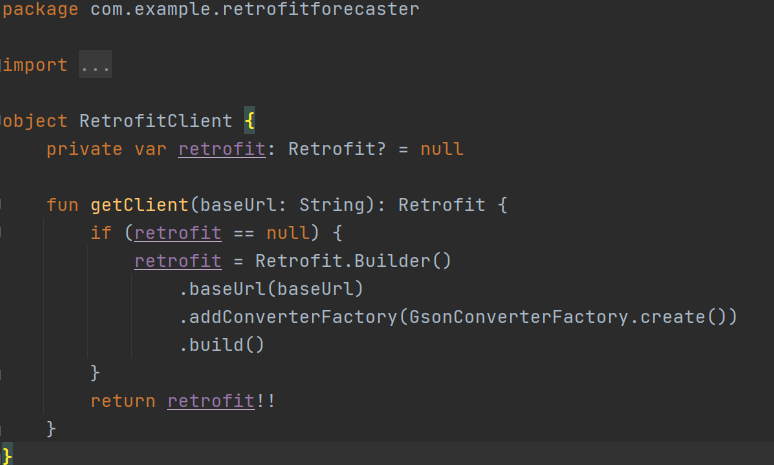 package com.example.retrofitforecaster
import ...
object RetrofitClient {
    private var retrofit: Retrofit? = null
    fun getClient(baseUrl: String): Retrofit {
        if (retrofit == null) {
            retrofit = Retrofit.Builder()
                .baseUrl(baseUrl)
                .addConverterFactory(GsonConverterFactory.create())
                .build()
        }
        return retrofit!!
    }
}